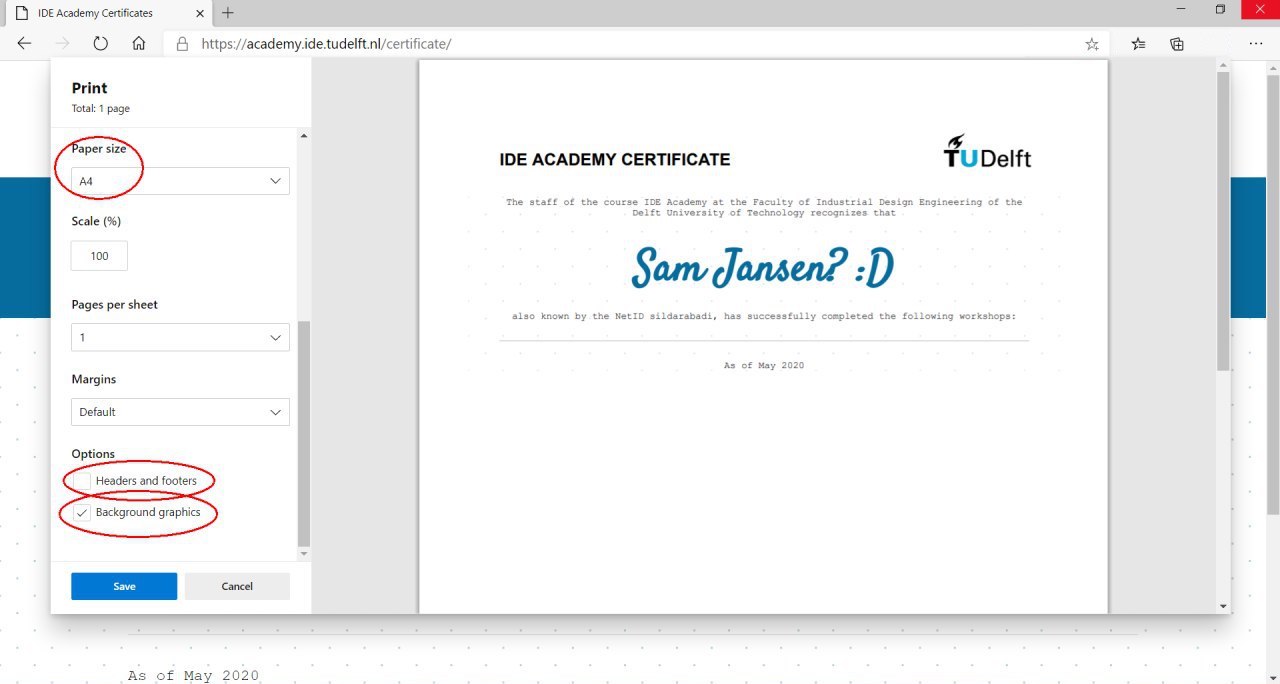 IDE Academy Certificates
https://academy.ide.tudelft.nl/certificate/
Print
Total: 1 page
Paper size
A4
Scale (%)
100
Pages per sheet
1
Margins
Default
Options
Headers and footers
Background graphics
Save
Cancel
IDE ACADEMY CERTIFICATE
TUDelft
The staff of the course IDE Academy at the Faculty of Industrial Design Engineering of the
Delft University of Technology recognizes that
Sam Jansen? :D
also known by the NetID sildarabadi, has successfully completed the following workshops:
As of May 2020
As of May 2020